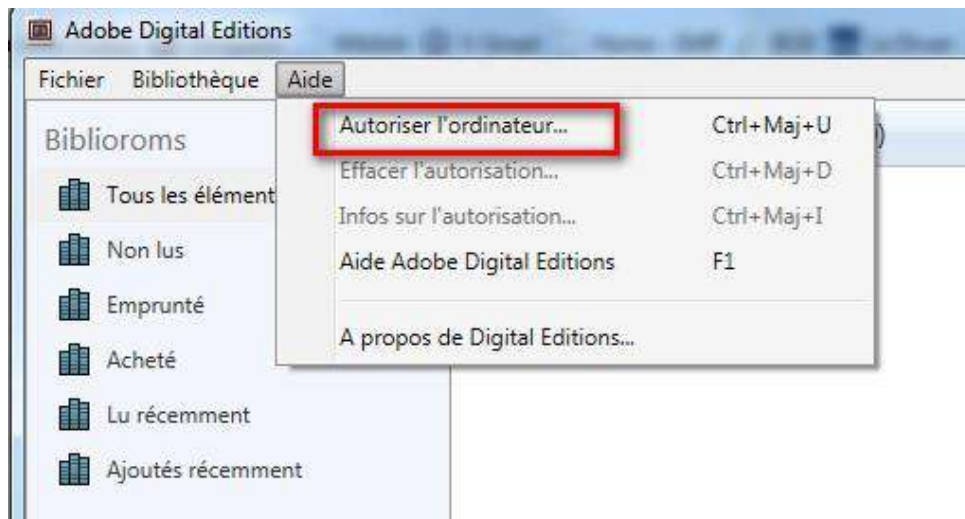 Adobe Digital Editions
Fichier Bibliothèque Aide
Autoriser l'ordinateur... Ctrl+Maj+U
Effacer l'autorisation... Ctrl+Maj+D
Infos sur l'autorisation... Ctrl+Maj+I
Aide Adobe Digital Editions F1
A propos de Digital Editions...
Biblioroms
Tous les élément
Non lus
Emprunté
Acheté
Lu récemment
Ajoutés récemment